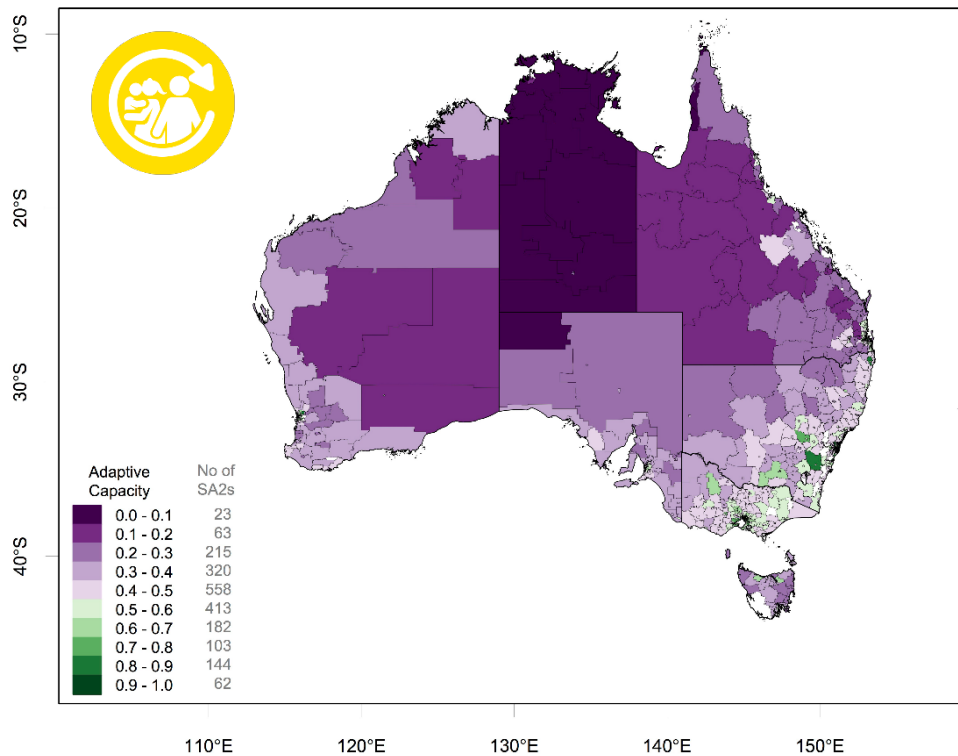 10°S
20°S
30°S
40°S
Adaptive Capacity No of SA2s
0.0 - 0.1 23
0.1 - 0.2 63
0.2 - 0.3 215
0.3 - 0.4 320
0.4 - 0.5 558
0.5 - 0.6 413
0.6 - 0.7 182
0.7 - 0.8 103
0.8 - 0.9 144
0.9 - 1.0 62
110°E 120°E 130°E 140°E 150°E